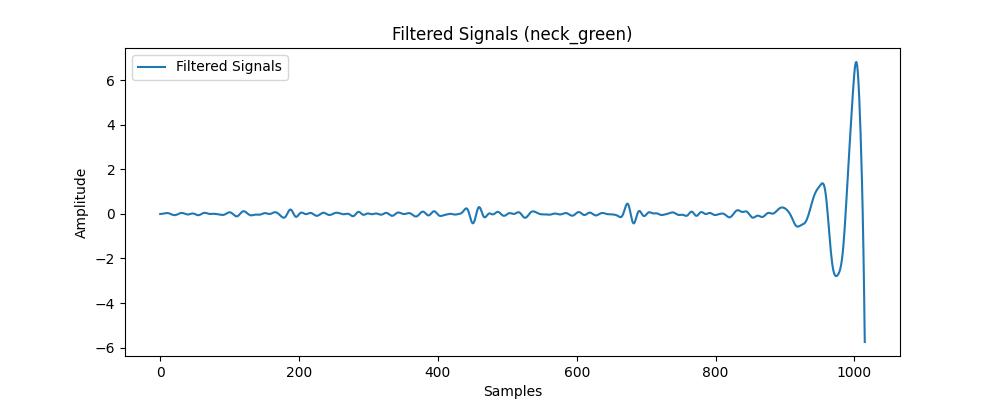 Filtered Signals (neck_green)
Filtered Signals
6
4
2
0
−2
−4
−6
Amplitude
0 200 400 600 800 1000
Samples